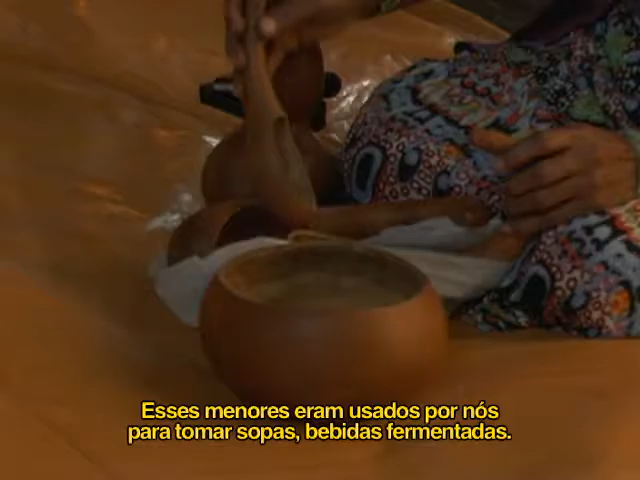 Esses menores eram usados por nós
para tomar sopas, bebidas fermentadas.